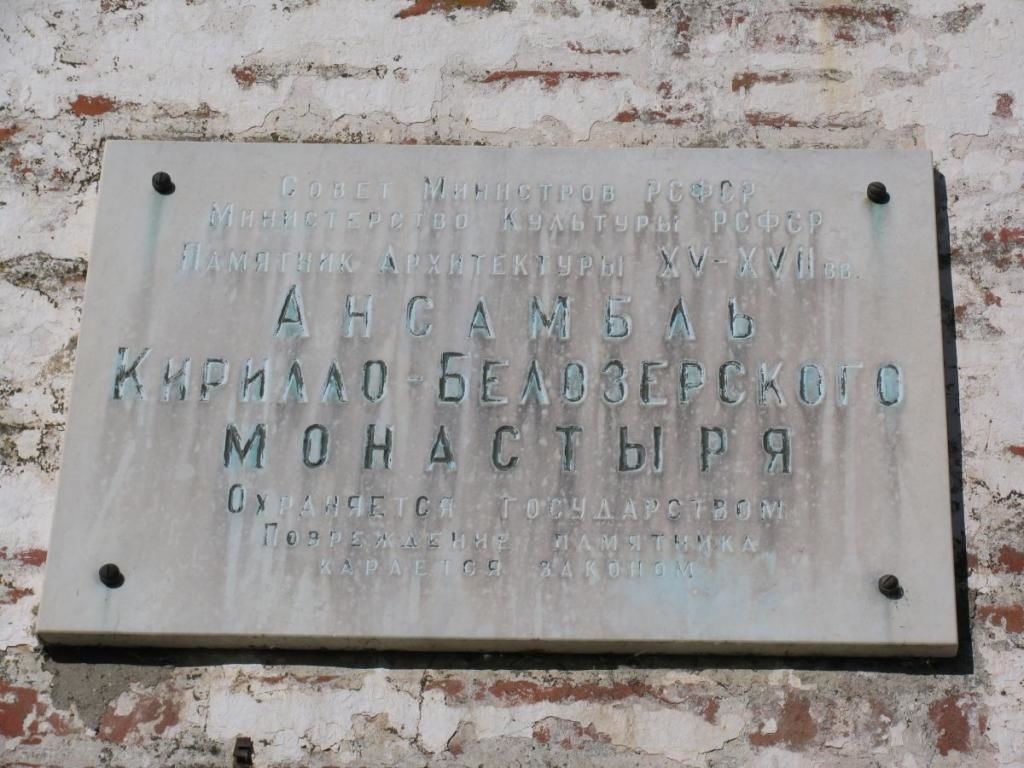 Совет Министров РСФСР
Министерство Культуры РСФСР
Памятник Архитектуры XV-XVII вв.
Ансамбль
Кирилло-Белозерского
монастыря
Охраняется государством
Повреждение памятника
карается законом